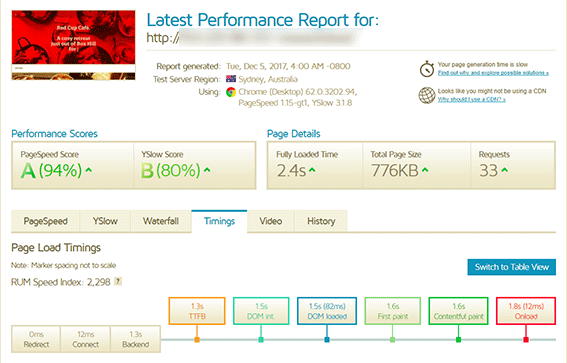 Red Cup Cafe.
A cosy retreat
just out of Box Hill
Latest Performance Report for:
http://
Report generated: Tue, Dec 5, 2017, 4:00 AM -0800
Test Server Region: Sydney, Australia
Using: Chrome (Desktop) 62.0.3202.94,
PageSpeed 1.15-gt1, YSlow 3.1.8
Your page generation time is slow
Find out why and explore possible solutions »
Looks like you might not be using a CDN
Why should I use a CDN? »
Performance Scores
Page Details
PageSpeed Score
YSlow Score
Fully Loaded Time
Total Page Size
Requests
A (94%)
B (80%)
2.4s
776KB
33
PageSpeed
YSlow
Waterfall
Timings
Video
History
Page Load Timings
Note: Marker spacing not to scale
Switch to Table View
RUM Speed Index: 2,298 ?
1.3s
TTFB
1.5s
DOM int.
1.5s (82ms)
DOM loaded
1.6s
First paint
1.6s
Contentful paint
1.8s (12ms)
Onload
0ms
Redirect
12ms
Connect
1.3s
Backend